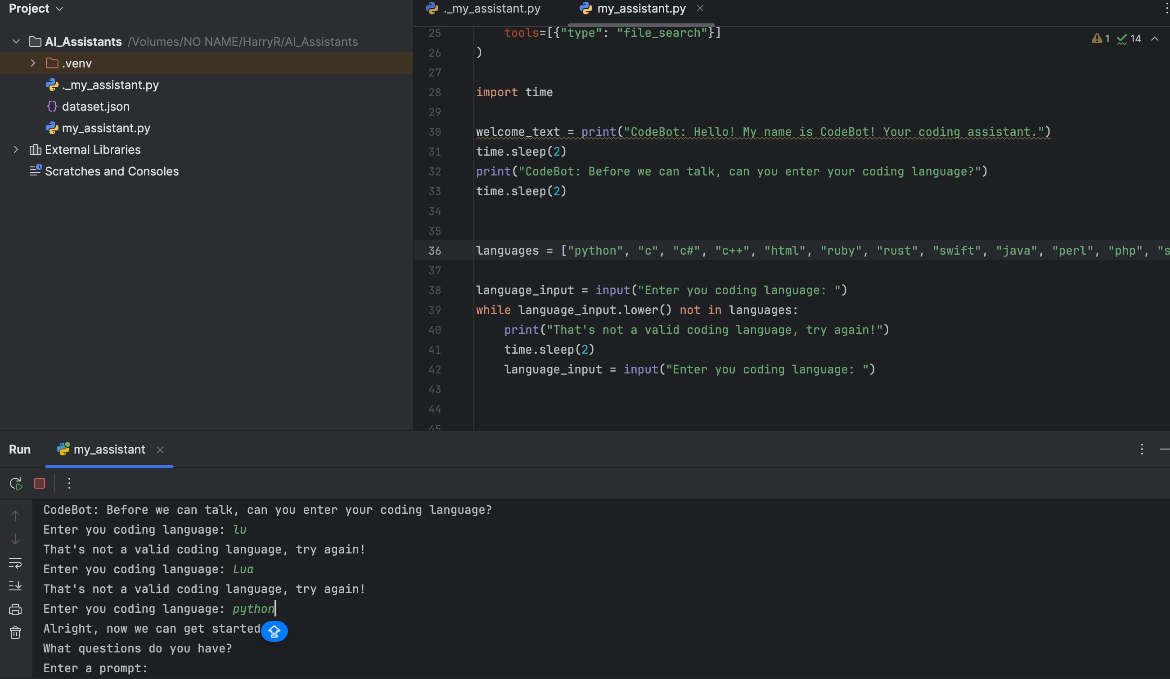 Project
AI_Assistants /Volumes/NO NAME/HarryR/AI_Assistants
.venv
._my_assistant.py
dataset.json
my_assistant.py
External Libraries
Scratches and Consoles
._my_assistant.py my_assistant.py
1 14
25 tools=[{"type": "file_search"}]
26 )
27
28 import time
29
30 welcome_text = print("CodeBot: Hello! My name is CodeBot! Your coding assistant.")
31 time.sleep(2)
32 print("CodeBot: Before we can talk, can you enter your coding language?")
33 time.sleep(2)
34
35
36 languages = ["python", "c", "c#", "c++", "html", "ruby", "rust", "swift", "java", "perl", "php", "s
37
38 language_input = input("Enter you coding language: ")
39 while language_input.lower() not in languages:
40 print("That's not a valid coding language, try again!")
41 time.sleep(2)
42 language_input = input("Enter you coding language: ")
43
44
45
Run my_assistant
CodeBot: Before we can talk, can you enter your coding language?
Enter you coding language: lu
That's not a valid coding language, try again!
Enter you coding language: Lua
That's not a valid coding language, try again!
Enter you coding language: python
Alright, now we can get started
What questions do you have?
Enter a prompt: